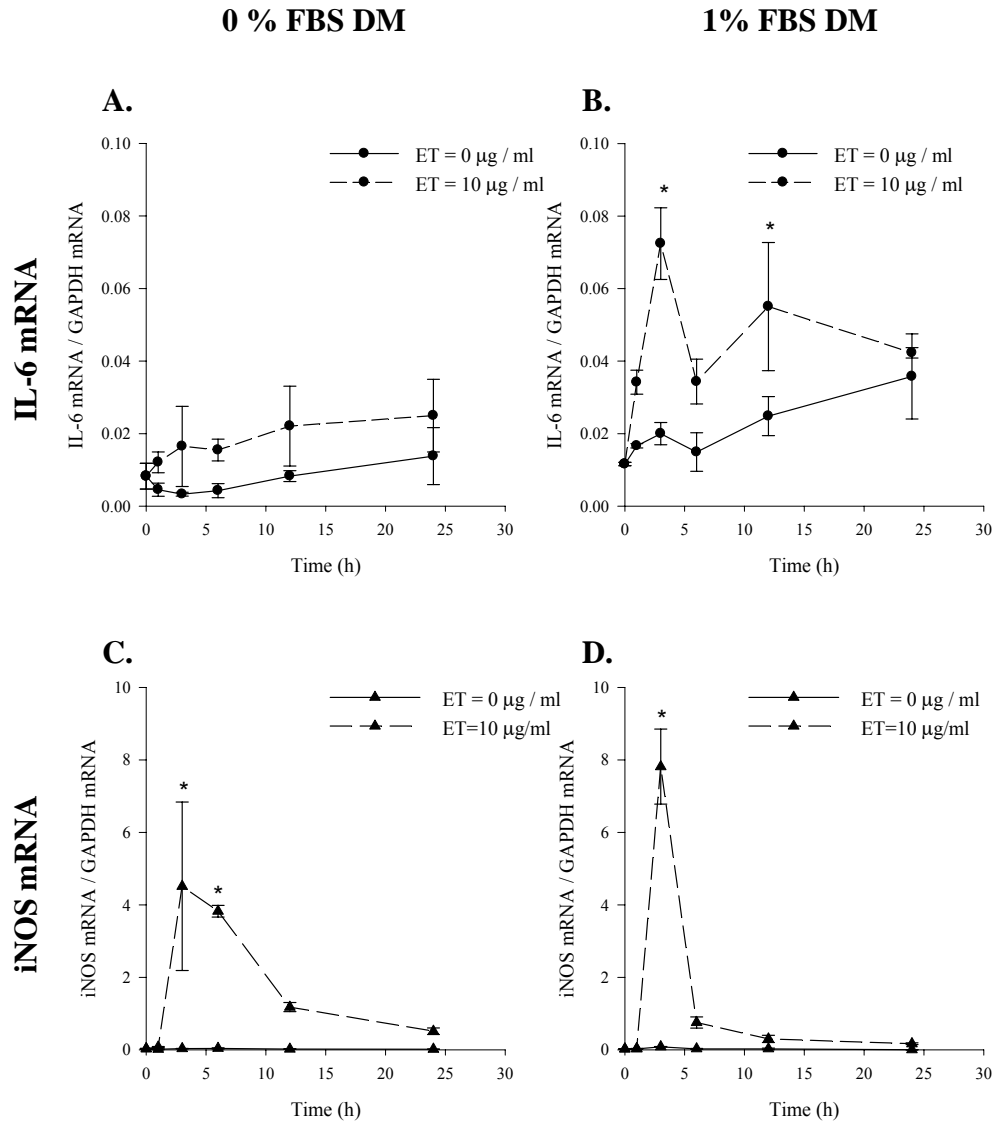 0 % FBS DM
1% FBS DM
IL-6 mRNA
A.
ET = 0 μg / ml
ET = 10 μg / ml
IL-6 mRNA / GAPDH mRNA
0.10
0.08
0.06
0.04
0.02
0.00
0 5 10 15 20 25 30
Time (h)
B.
ET = 0 μg / ml
ET = 10 μg / ml
IL-6 mRNA / GAPDH mRNA
0.10
0.08
0.06
0.04
0.02
0.00
*
*
0 5 10 15 20 25 30
Time (h)
iNOS mRNA
C.
ET = 0 μg / ml
ET=10 μg/ml
iNOS mRNA / GAPDH mRNA
10
8
6
4
2
0
*
*
0 5 10 15 20 25 30
Time (h)
D.
ET = 0 μg / ml
ET=10 μg/ml
iNOS mRNA / GAPDH mRNA
10
8
6
4
2
0
*
0 5 10 15 20 25 30
Time (h)